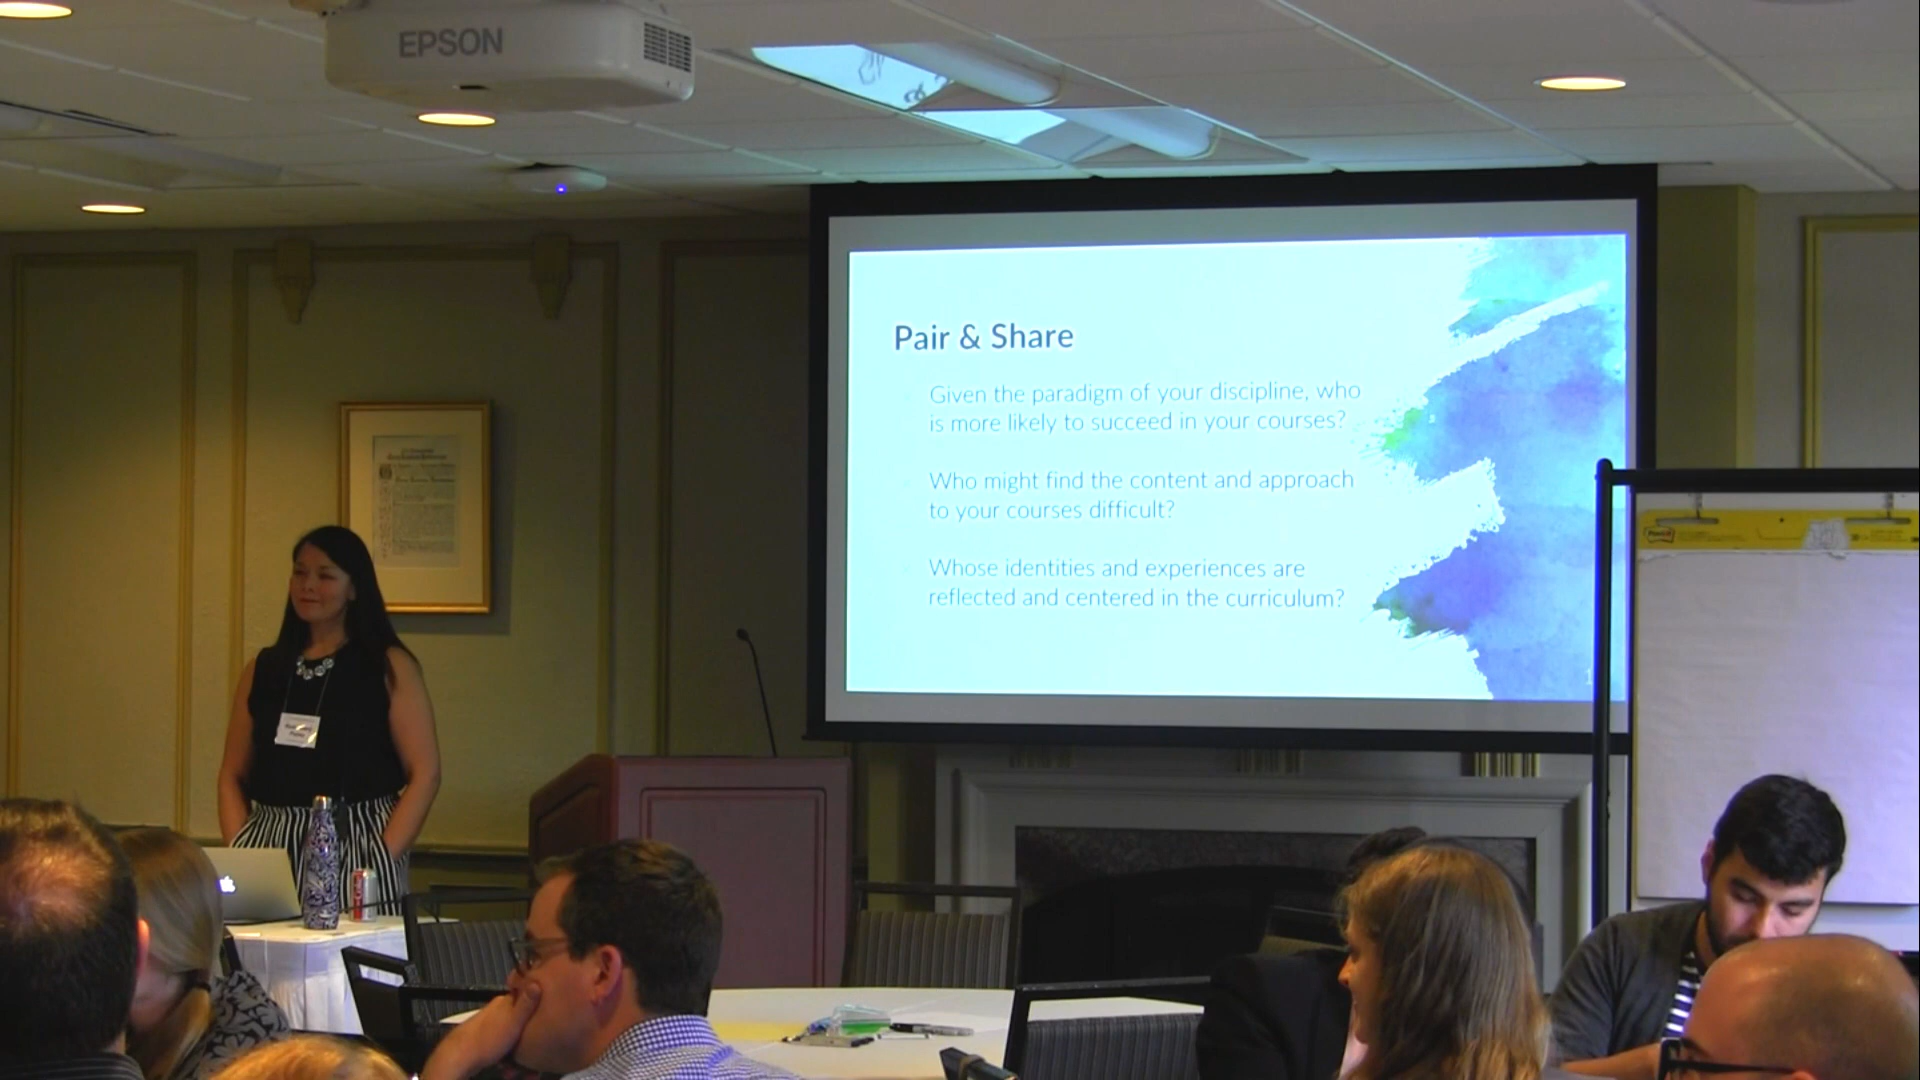 EPSON
Pair & Share
Given the paradigm of your discipline, who
is more likely to succeed in your courses?
Who might find the content and approach
to your courses difficult?
Whose identities and experiences are
reflected and centered in the curriculum?